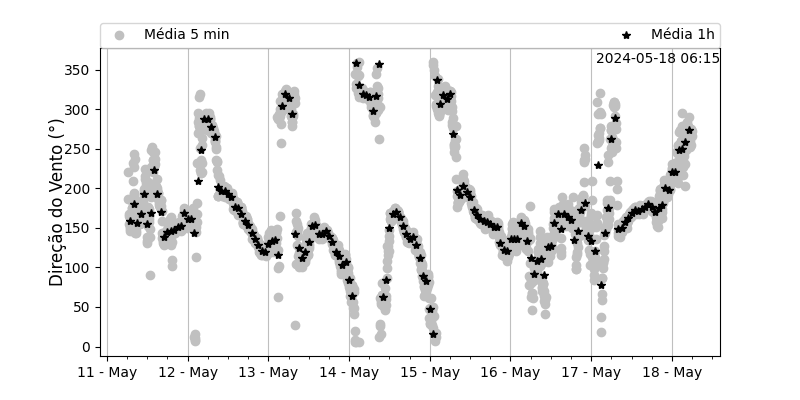 Média 5 min
Média 1h
2024-05-18 06:15
Direção do Vento (°)
350
300
250
200
150
100
50
0
11 - May
12 - May
13 - May
14 - May
15 - May
16 - May
17 - May
18 - May